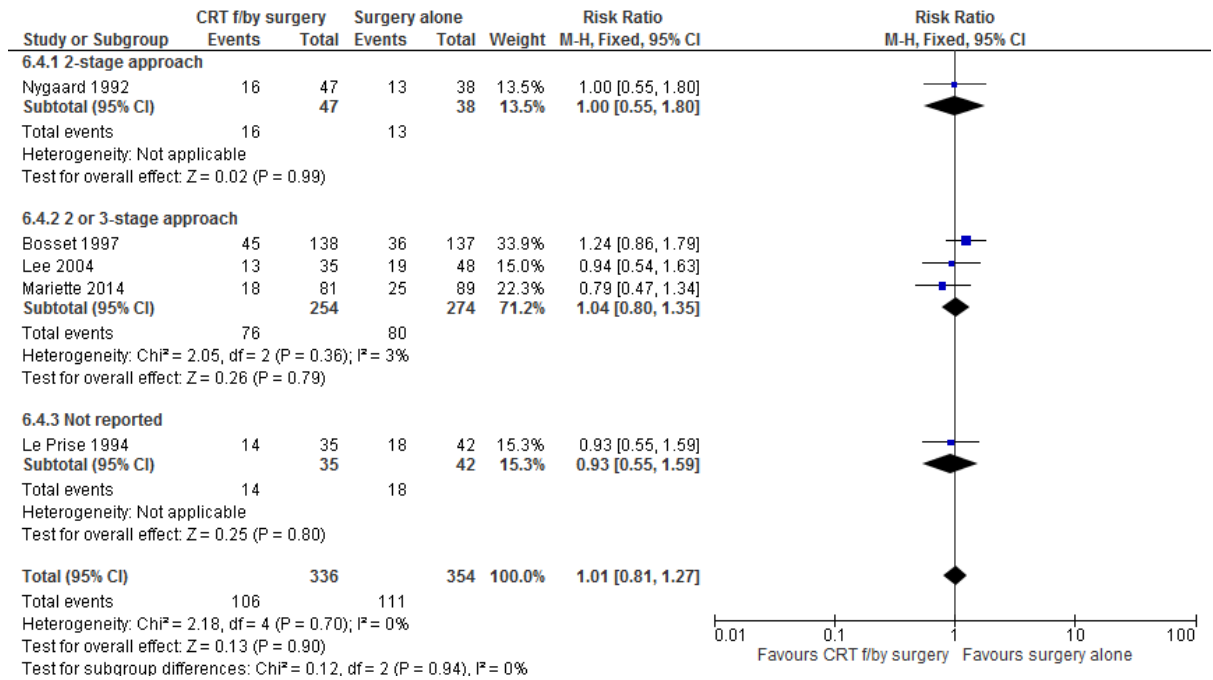 CRT f/by surgery Surgery alone Risk Ratio Risk Ratio
Study or Subgroup Events Total Events Total Weight M-H, Fixed, 95% CI M-H, Fixed, 95% CI
6.4.1 2-stage approach
Nygaard 1992 16 47 13 38 13.5% 1.00 [0.55, 1.80]
Subtotal (95% CI) 47 38 13.5% 1.00 [0.55, 1.80]
Total events 16 13
Heterogeneity: Not applicable
Test for overall effect: Z = 0.02 (P = 0.99)
6.4.2 2 or 3-stage approach
Bosset 1997 45 138 36 137 33.9% 1.24 [0.86, 1.79]
Lee 2004 13 35 19 48 15.0% 0.94 [0.54, 1.63]
Mariette 2014 18 81 25 89 22.3% 0.79 [0.47, 1.34]
Subtotal (95% CI) 254 274 71.2% 1.04 [0.80, 1.35]
Total events 76 80
Heterogeneity: Chi² = 2.05, df = 2 (P = 0.36); I² = 3%
Test for overall effect: Z = 0.26 (P = 0.79)
6.4.3 Not reported
Le Prise 1994 14 35 18 42 15.3% 0.93 [0.55, 1.59]
Subtotal (95% CI) 35 42 15.3% 0.93 [0.55, 1.59]
Total events 14 18
Heterogeneity: Not applicable
Test for overall effect: Z = 0.25 (P = 0.80)
Total (95% CI) 336 354 100.0% 1.01 [0.81, 1.27]
Total events 106 111
Heterogeneity: Chi² = 2.18, df = 4 (P = 0.70); I² = 0%
Test for overall effect: Z = 0.13 (P = 0.90)
Test for subgroup differences: Chi² = 0.12, df = 2 (P = 0.94), I² = 0%
0.01 0.1 1 10 100
Favours CRT f/by surgery Favours surgery alone